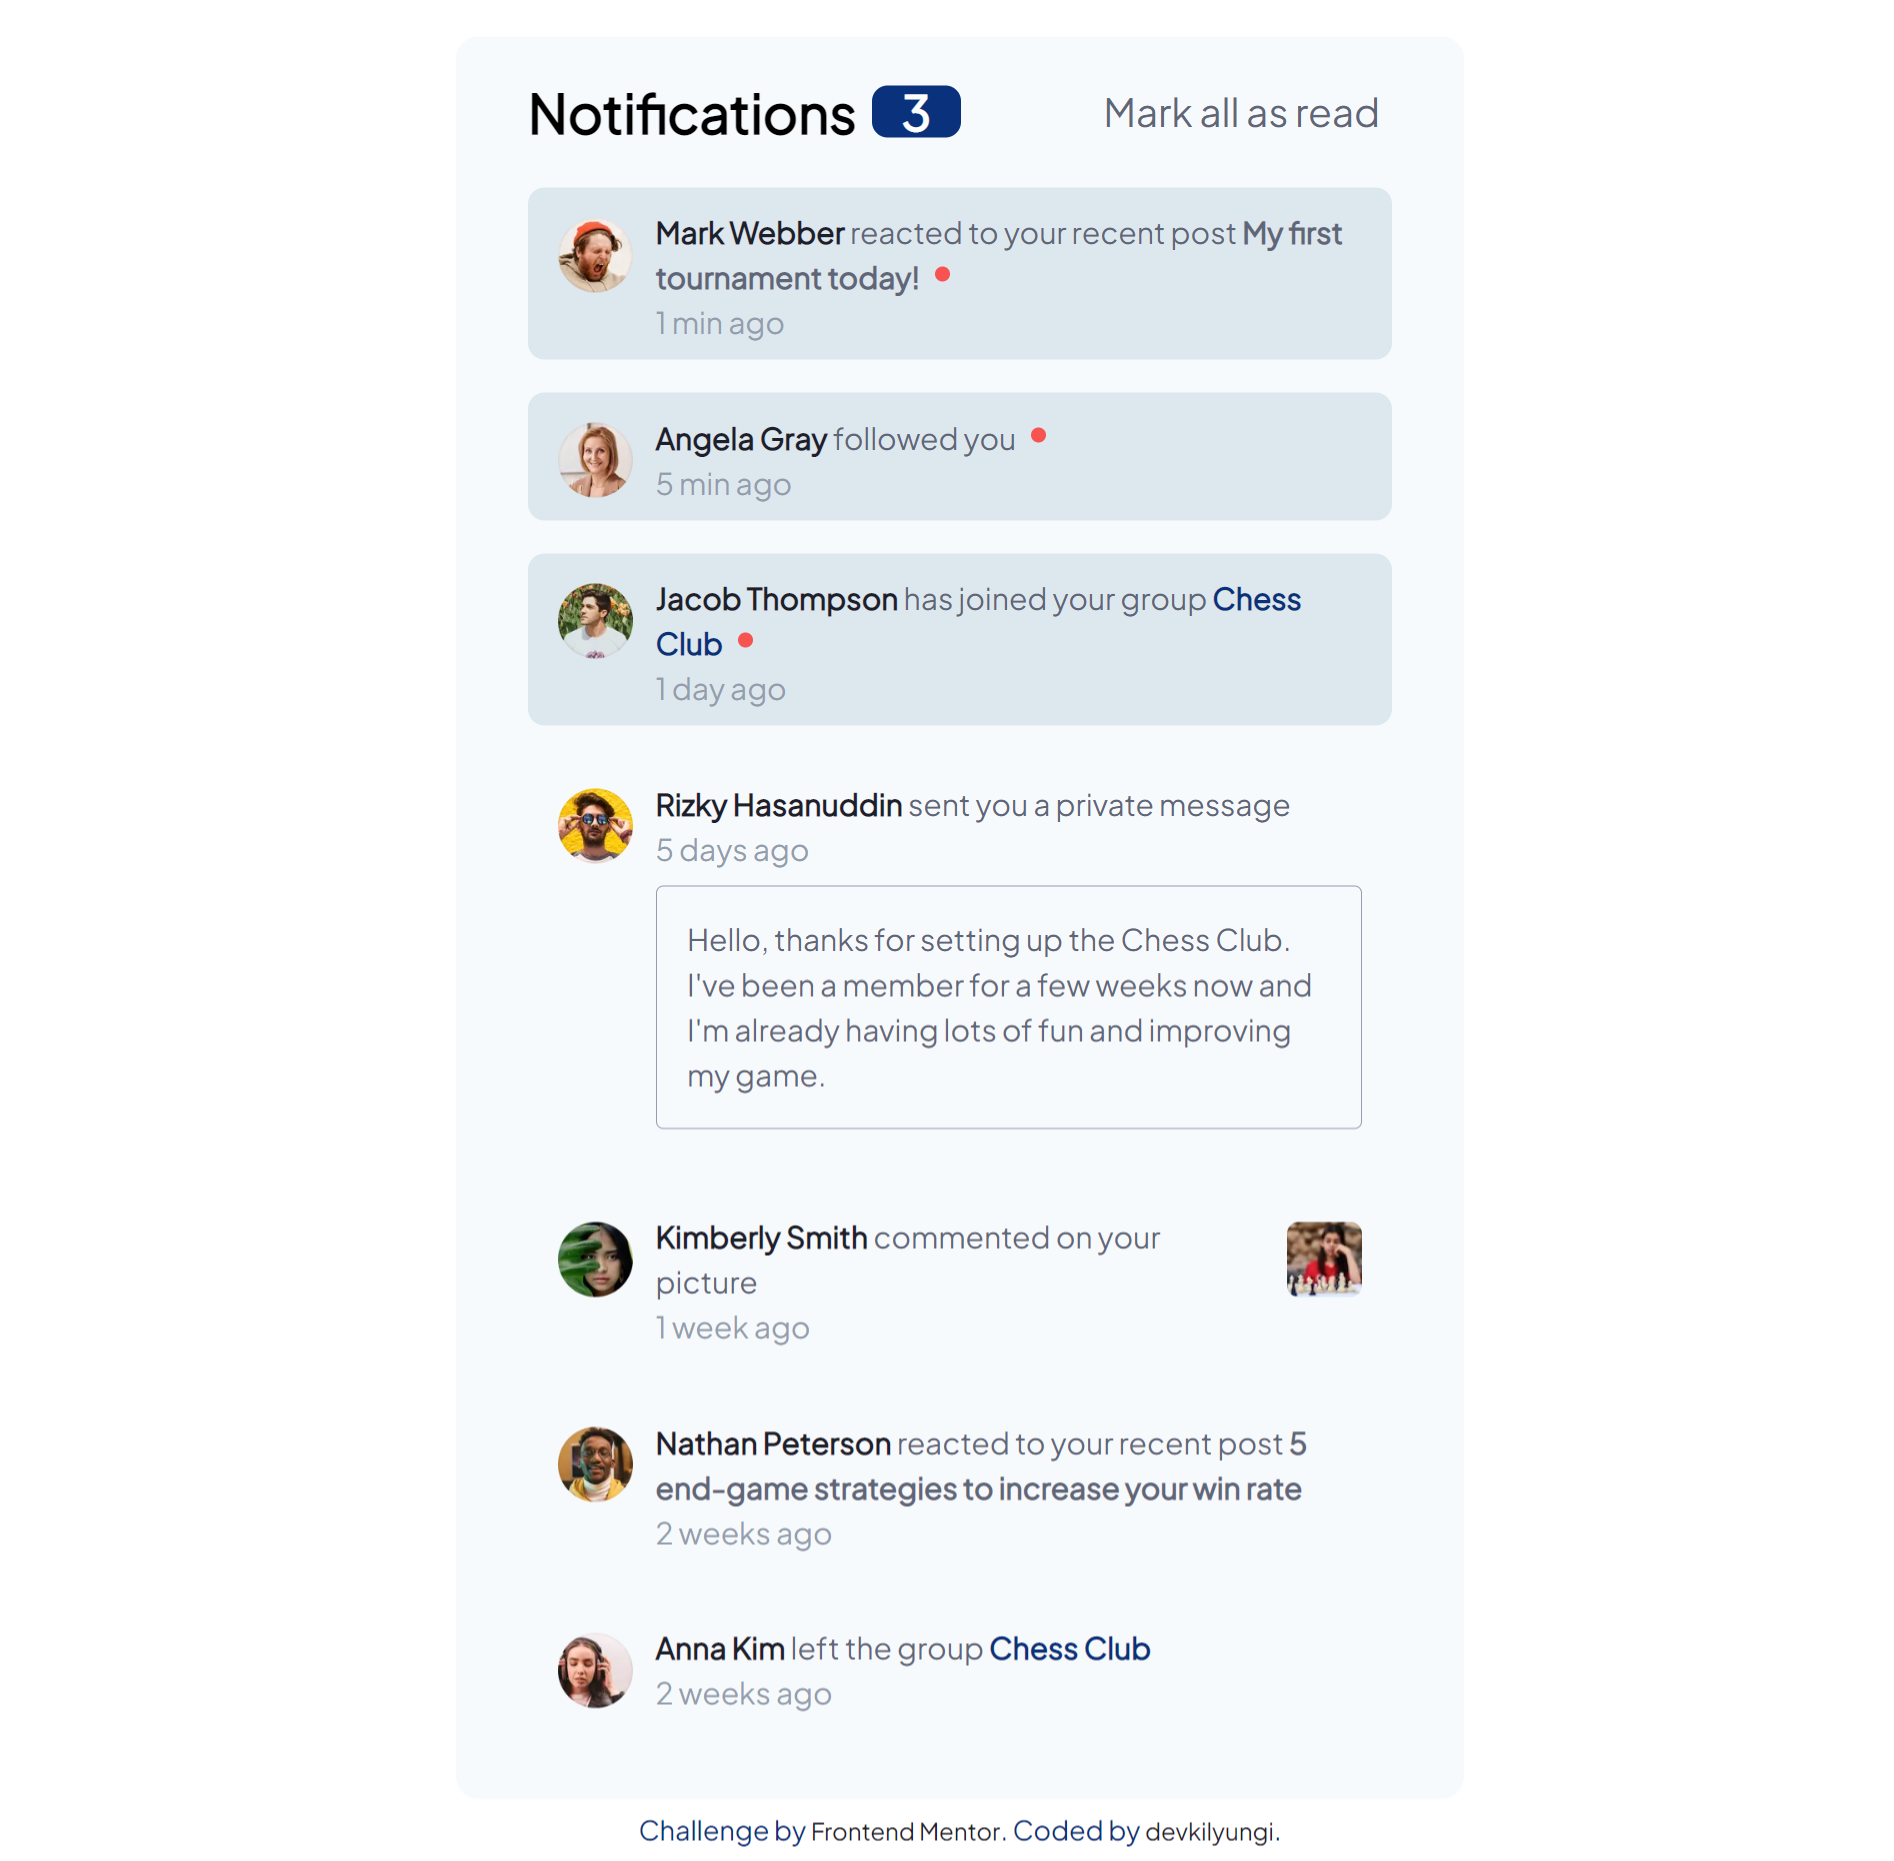 Notifications 3 Mark all as read
Mark Webber reacted to your recent post My first
tournament today!
1 min ago
Angela Gray followed you
5 min ago
Jacob Thompson has joined your group Chess
Club
1 day ago
Rizky Hasanuddin sent you a private message
5 days ago
Hello, thanks for setting up the Chess Club.
I've been a member for a few weeks now and
I'm already having lots of fun and improving
my game.
Kimberly Smith commented on your
picture
1 week ago
Nathan Peterson reacted to your recent post 5
end-game strategies to increase your win rate
2 weeks ago
Anna Kim left the group Chess Club
2 weeks ago
Challenge by Frontend Mentor. Coded by devkilyungi.